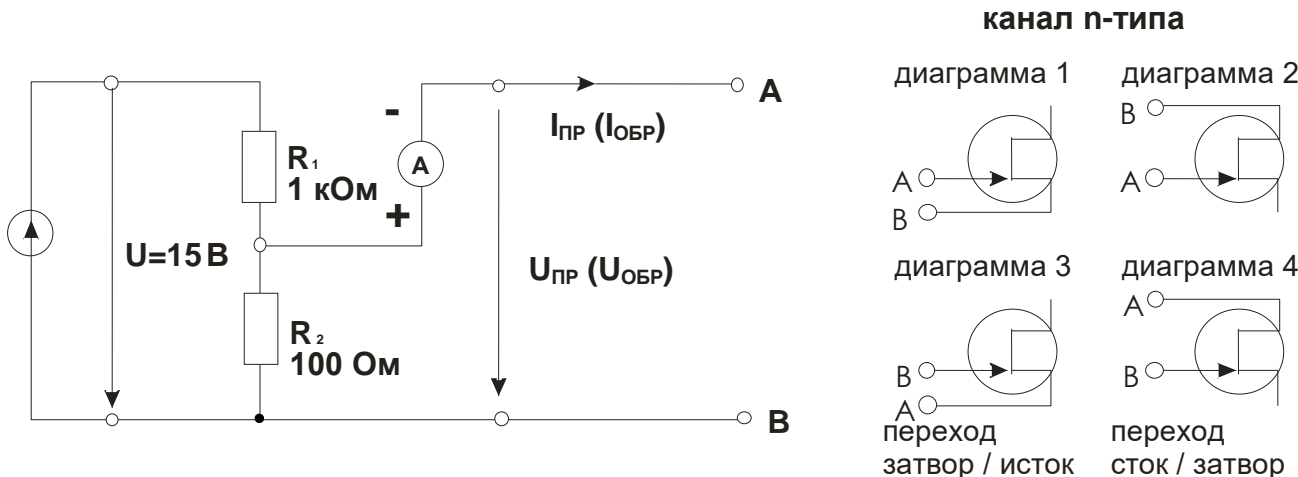 канал n-типа
диаграмма 1
диаграмма 2
A
B
B
A
диаграмма 3
диаграмма 4
B
A
A
B
переход
затвор / исток
переход
сток / затвор
U=15 В
R1
1 кОм
R2
100 Ом
-
A
+
IПР (IОБР)
UПР (UОБР)
A
B